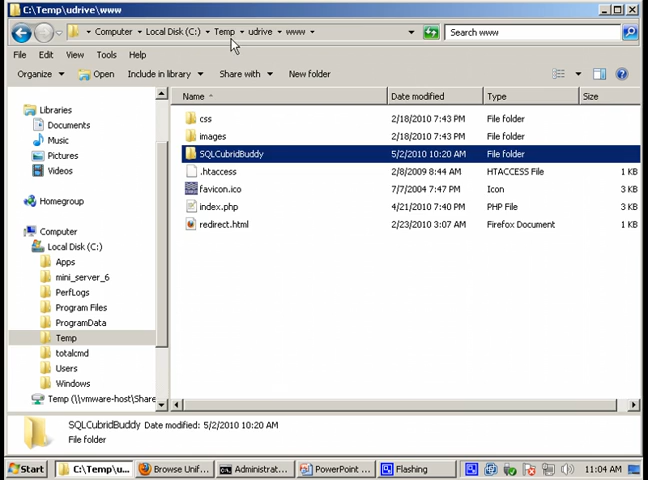 C:\Temp\udrive\www
Computer Local Disk (C:) Temp udrive www Search www
File Edit View Tools Help
Organize Open Include in library Share with New folder
Name Date modified Type Size
Libraries
Documents
Music
Pictures
Videos
Homegroup
Computer
Local Disk (C:)
Apps
mini_server_6
PerfLogs
Program Files
ProgramData
Temp
totalcmd
Users
Windows
Temp (\\vmware-host\Share
css 2/18/2010 7:43 PM File folder
images 2/18/2010 7:43 PM File folder
SQLCubridBuddy 5/2/2010 10:20 AM File folder
.htaccess 2/8/2009 8:44 AM HTACCESS File 1 KB
favicon.ico 7/7/2004 7:47 PM Icon 3 KB
index.php 4/21/2010 7:40 PM PHP File 3 KB
redirect.html 2/23/2010 3:07 AM Firefox Document 1 KB
SQLCubridBuddy Date modified: 5/2/2010 10:20 AM
File folder
Start C:\Temp\u... Browse Unif... Administrat... PowerPoint ... Flashing 11:04 AM